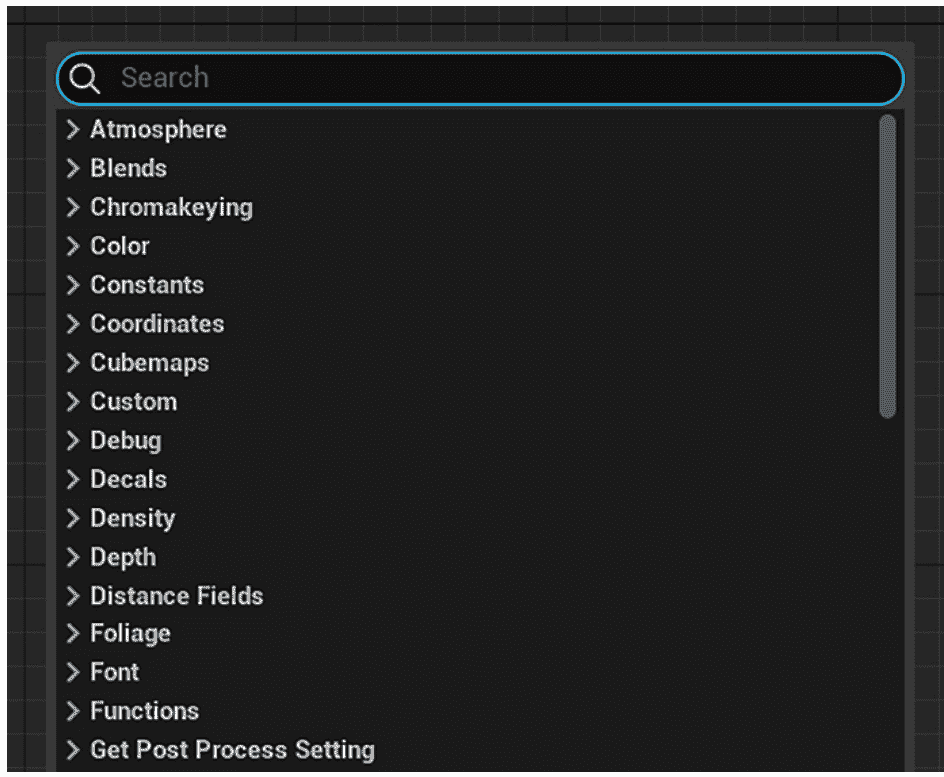 Search
Atmosphere
Blends
Chromakeying
Color
Constants
Coordinates
Cubemaps
Custom
Debug
Decals
Density
Depth
Distance Fields
Foliage
Font
Functions
Get Post Process Setting